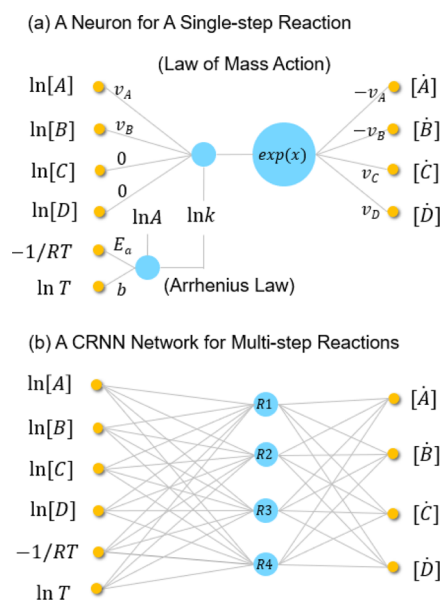 (a) A Neuron for A Single-step Reaction
(Law of Mass Action)
ln[A] v_A −v_A [Ȧ]
ln[B] v_B −v_B [Ḃ]
exp(x)
ln[C] 0 v_C [Ċ]
ln[D] 0 v_D [Ḋ]
lnA lnk
−1/RT E_a
ln T b (Arrhenius Law)
(b) A CRNN Network for Multi-step Reactions
ln[A] R1 [Ȧ]
ln[B] R2 [Ḃ]
ln[C]
ln[D] R3 [Ċ]
−1/RT R4 [Ḋ]
ln T